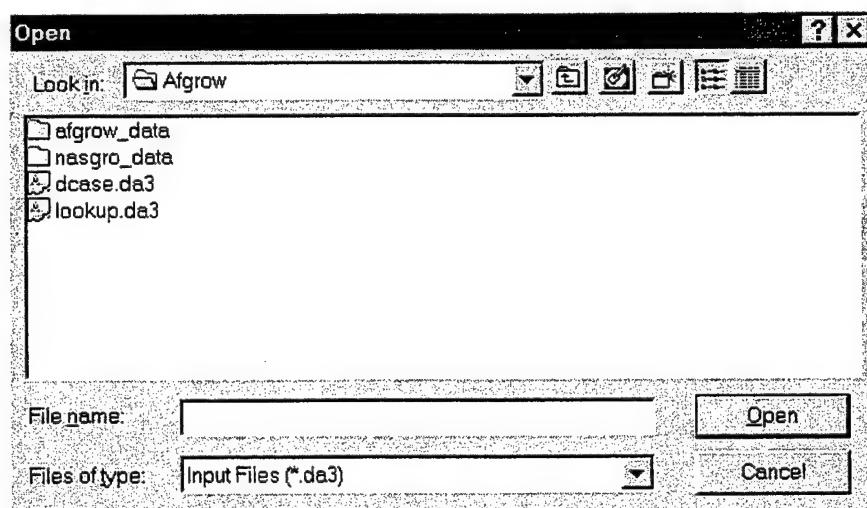 Open
Look in: Afgrow
afgrow_data
nasgro_data
dcase.da3
lookup.da3
File name:
Open
Files of type: Input Files (*.da3)
Cancel